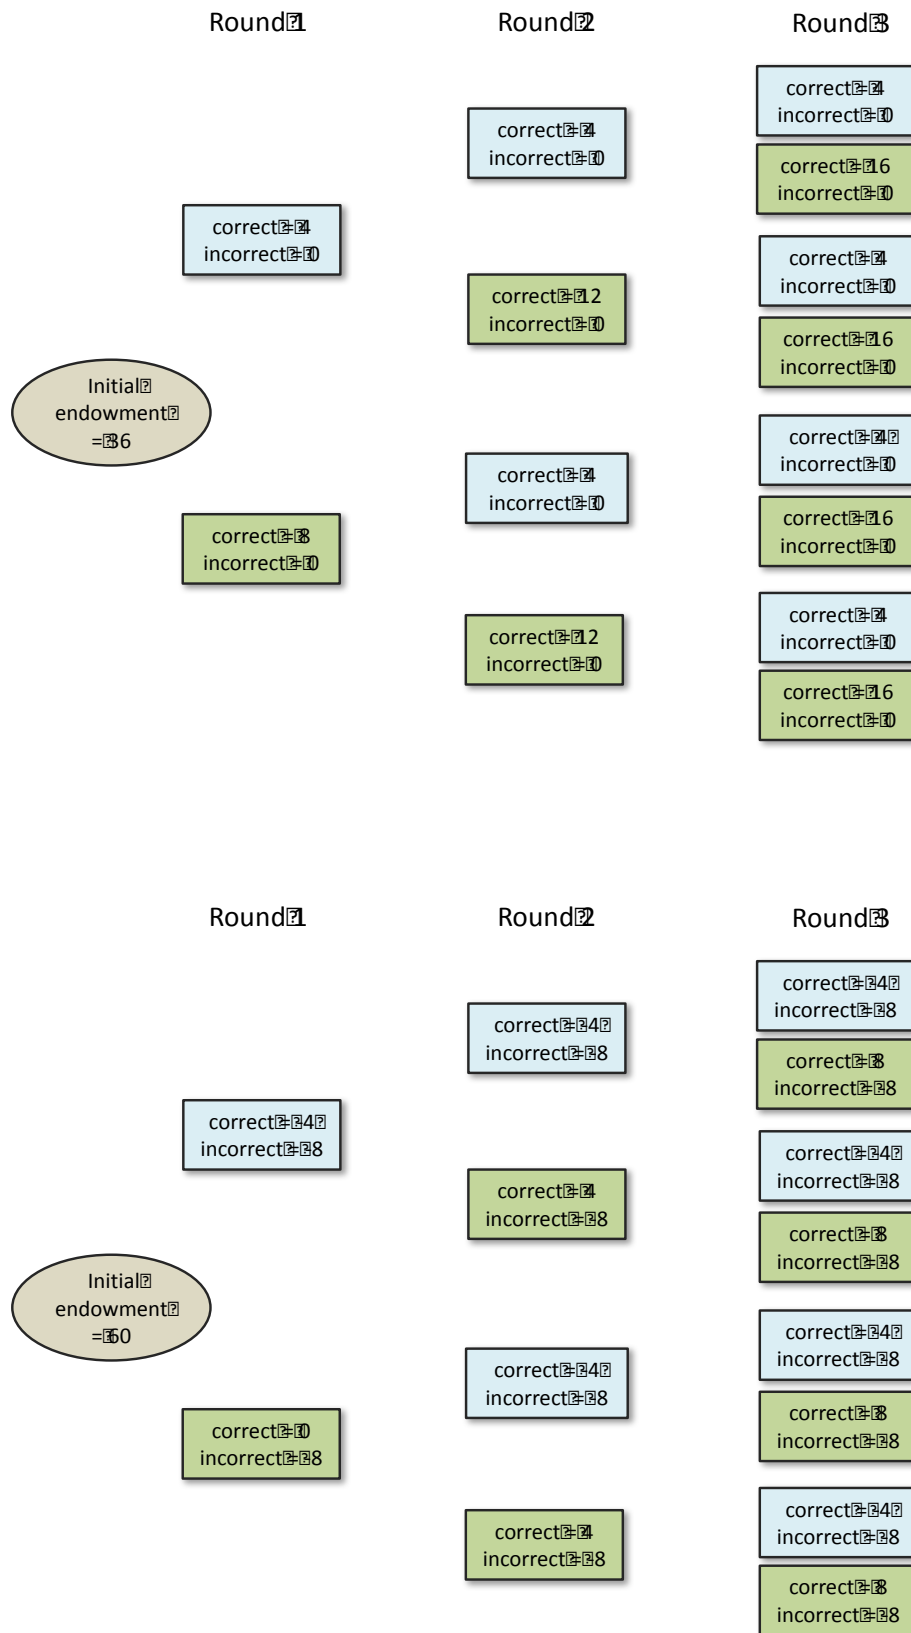 Round 1
Round 2
Round 3
correct = 4
incorrect = 0
correct = 4
incorrect = 0
correct = 16
incorrect = 0
correct = 4
incorrect = 0
correct = 4
incorrect = 0
correct = 12
incorrect = 0
correct = 16
incorrect = 0
Initial
endowment
= 36
correct = 4
incorrect = 0
correct = 4
incorrect = 0
correct = 16
incorrect = 0
correct = 8
incorrect = 0
correct = 4
incorrect = 0
correct = 12
incorrect = 0
correct = 16
incorrect = 0
Round 1
Round 2
Round 3
correct = -4
incorrect = -8
correct = -4
incorrect = -8
correct = 8
incorrect = -8
correct = -4
incorrect = -8
correct = -4
incorrect = -8
correct = 4
incorrect = -8
correct = 8
incorrect = -8
Initial
endowment
= 60
correct = -4
incorrect = -8
correct = -4
incorrect = -8
correct = 8
incorrect = -8
correct = 0
incorrect = -8
correct = -4
incorrect = -8
correct = 4
incorrect = -8
correct = 8
incorrect = -8